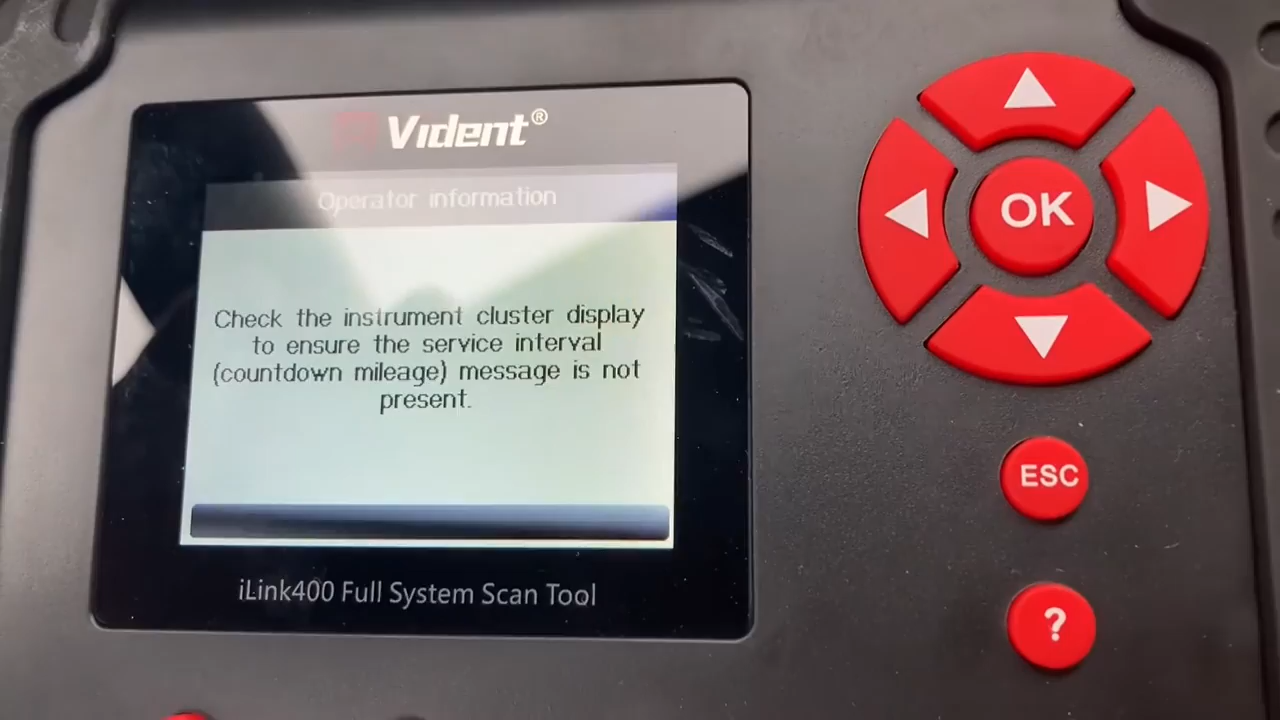 Vident®
Operator information
Check the instrument cluster display
to ensure the service interval
(countdown mileage) message is not
present.
iLink400 Full System Scan Tool
OK
ESC
?